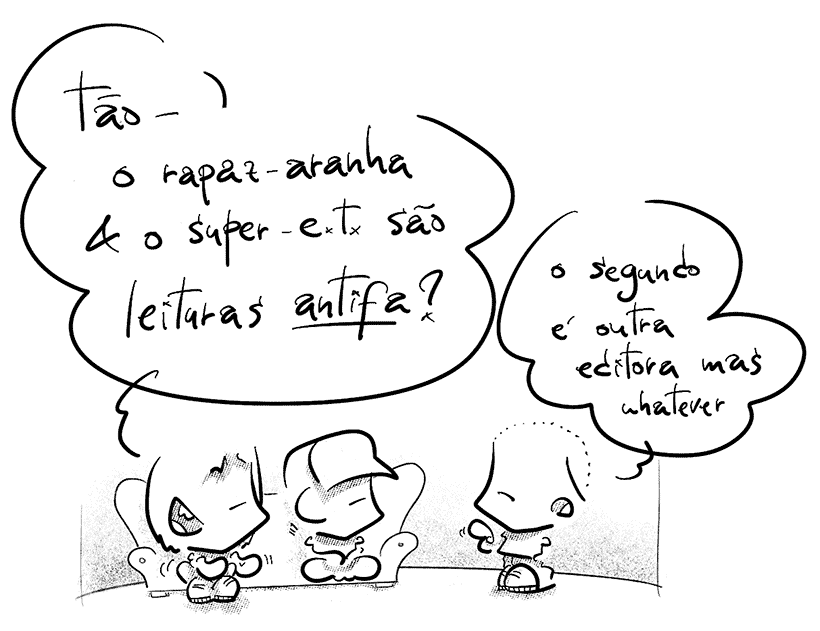 tão -
o rapaz-aranha
& o super-e.t. são
leituras antifa?
o segundo
é outra
editora mas
whatever